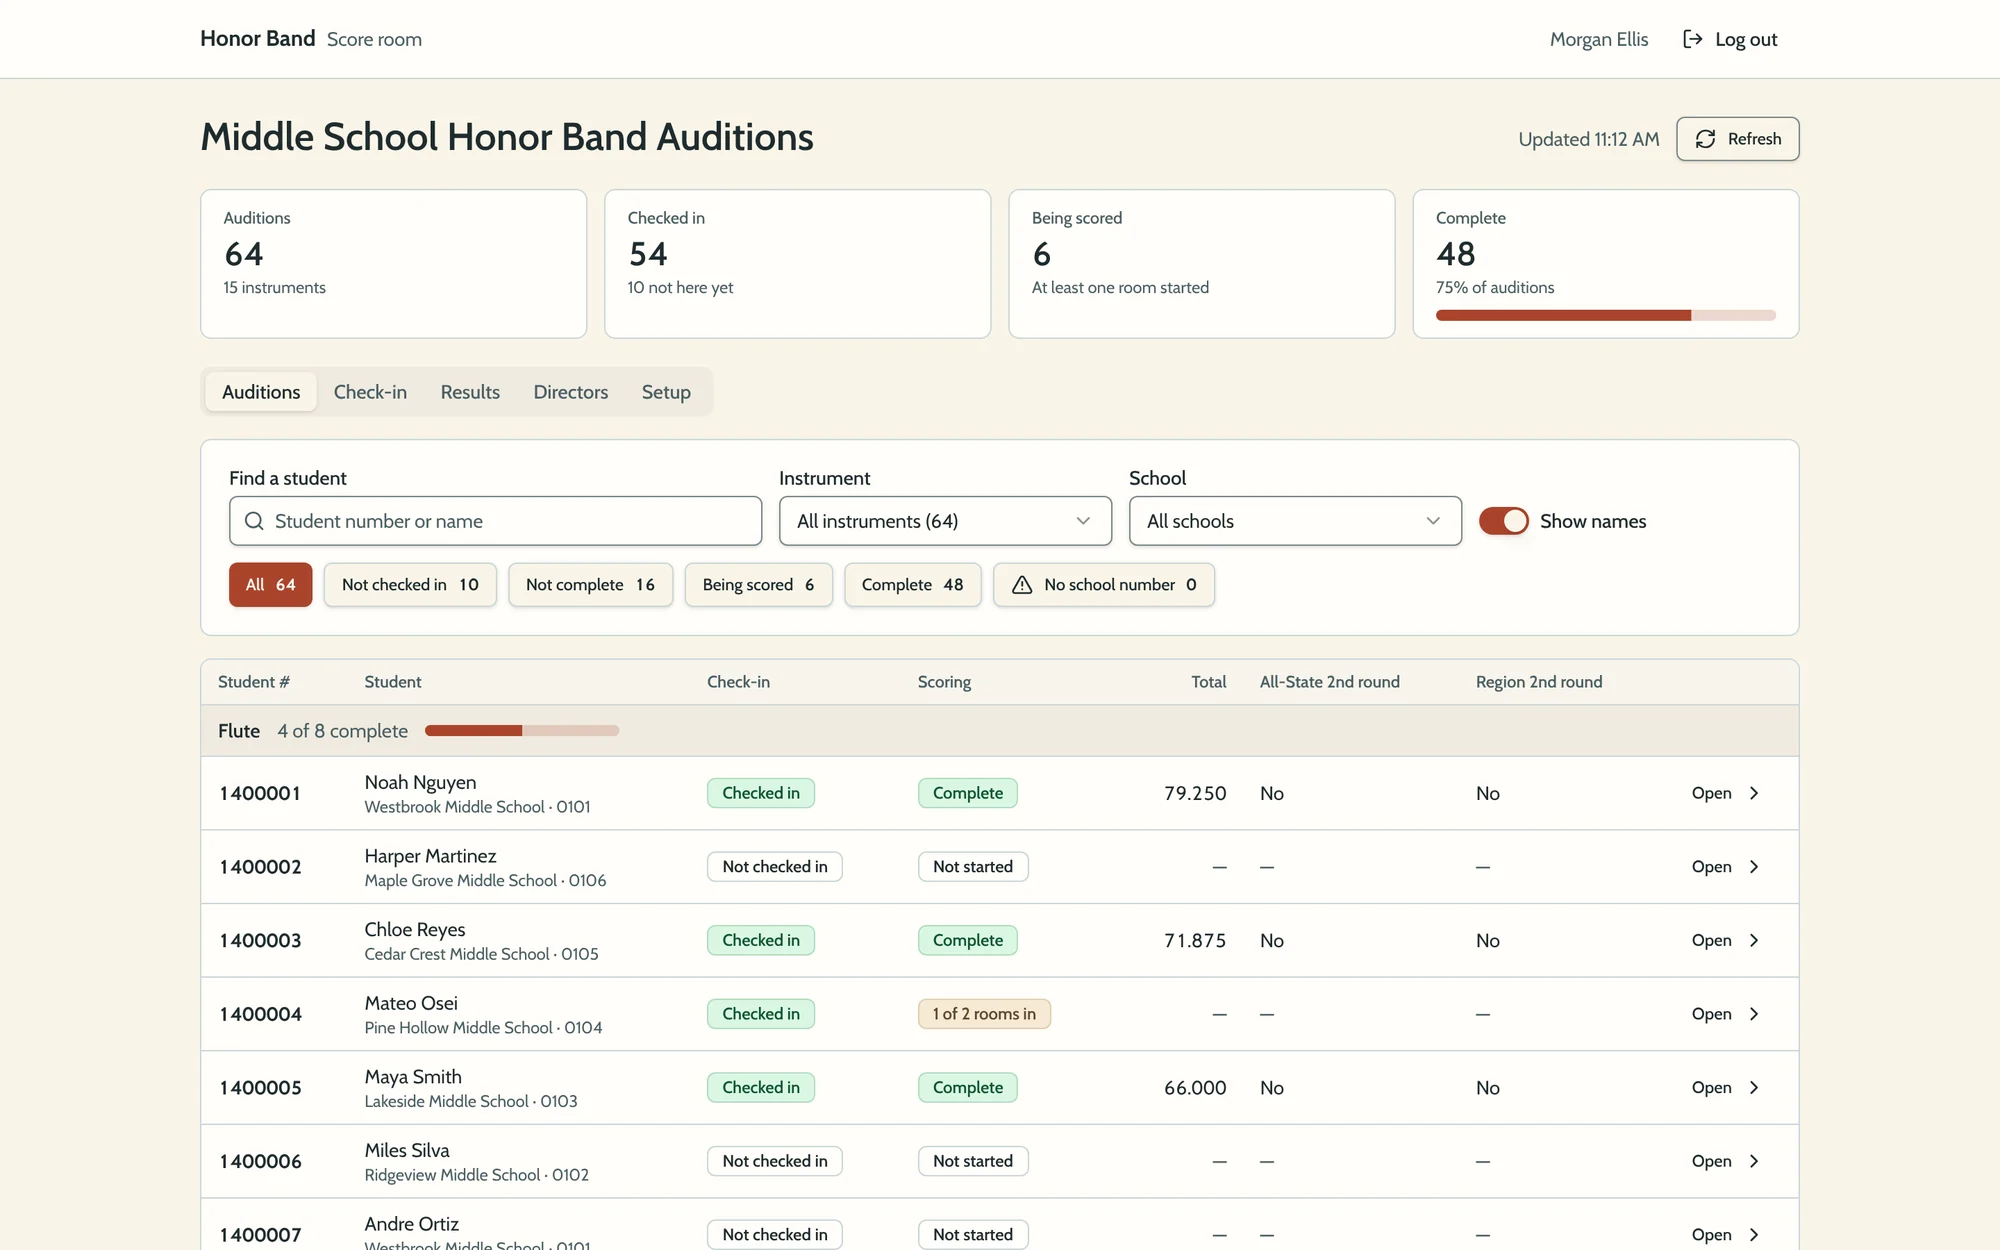 Honor Band Score room Morgan Ellis Log out
Middle School Honor Band Auditions Updated 11:12 AM Refresh
Auditions
64
15 instruments
Checked in
54
10 not here yet
Being scored
6
At least one room started
Complete
48
75% of auditions
Auditions Check-in Results Directors Setup
Find a student Instrument School
Student number or name All instruments (64) All schools Show names
All 64 Not checked in 10 Not complete 16 Being scored 6 Complete 48 No school number 0
Student # Student Check-in Scoring Total All-State 2nd round Region 2nd round
Flute 4 of 8 complete
1400001 Noah Nguyen Checked in Complete 79.250 No No Open
Westbrook Middle School · 0101
1400002 Harper Martinez Not checked in Not started — — — Open
Maple Grove Middle School · 0106
1400003 Chloe Reyes Checked in Complete 71.875 No No Open
Cedar Crest Middle School · 0105
1400004 Mateo Osei Checked in 1 of 2 rooms in — — — Open
Pine Hollow Middle School · 0104
1400005 Maya Smith Checked in Complete 66.000 No No Open
Lakeside Middle School · 0103
1400006 Miles Silva Not checked in Not started — — — Open
Ridgeview Middle School · 0102
1400007 Andre Ortiz Not checked in Not started — — — Open
Westbrook Middle School · 0101